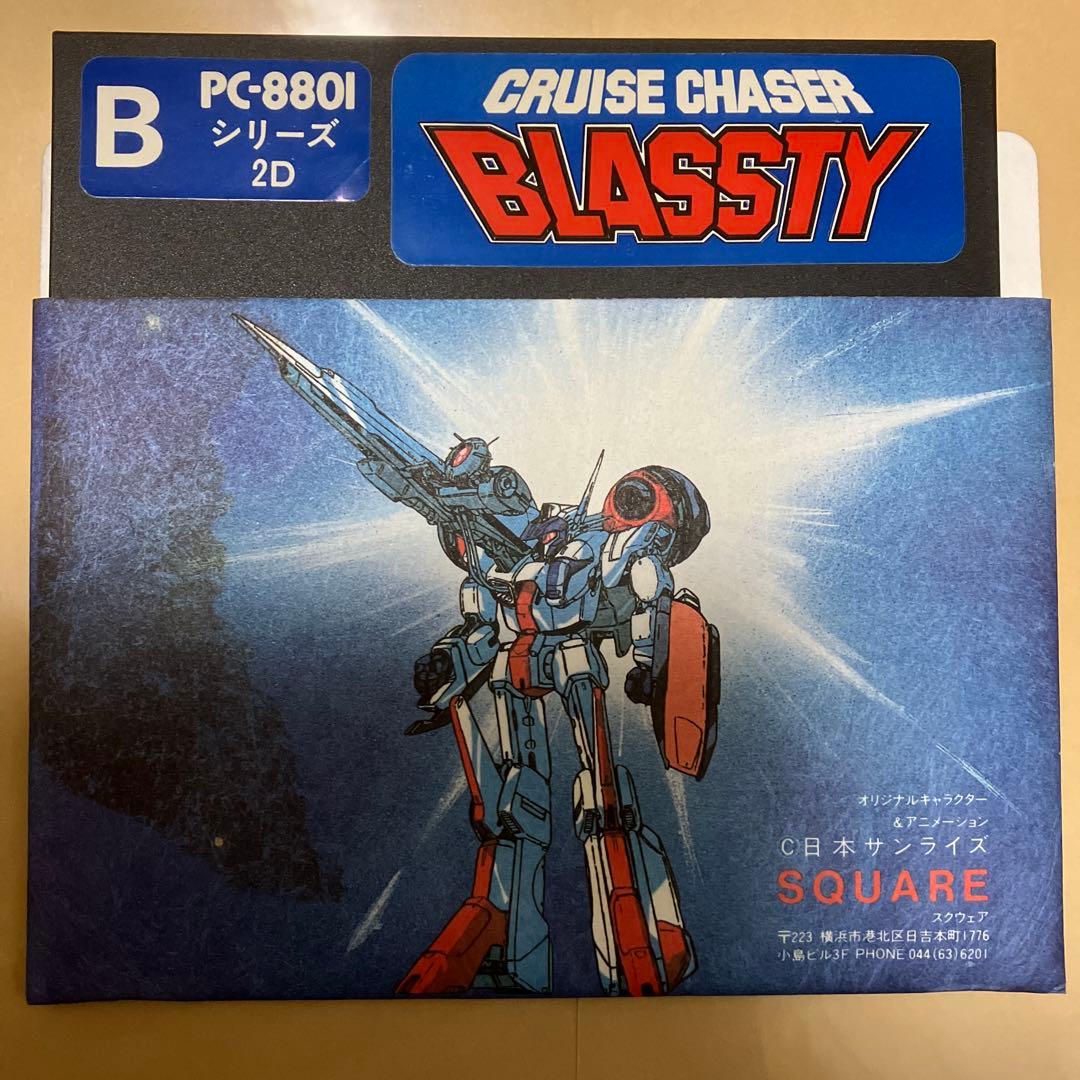 B
PC-8801
シリーズ
2D
CRUISE CHASER
BLASSTY
オリジナルキャラクター
&アニメーション
C日本サンライズ
SQUARE
スクウェア
〒223 横浜市港北区日吉本町1776
小島ビル3F PHONE 044(63)6201